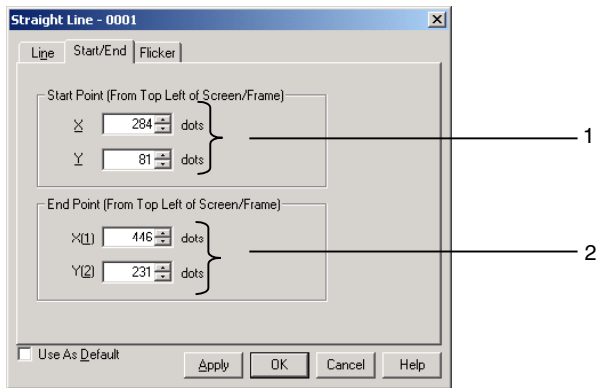 Straight Line - 0001
Line Start/End Flicker
Start Point (From Top Left of Screen/Frame)
X 284 dots
Y 81 dots
1
End Point (From Top Left of Screen/Frame)
X(1) 446 dots
Y(2) 231 dots
2
Use As Default
Apply OK Cancel Help